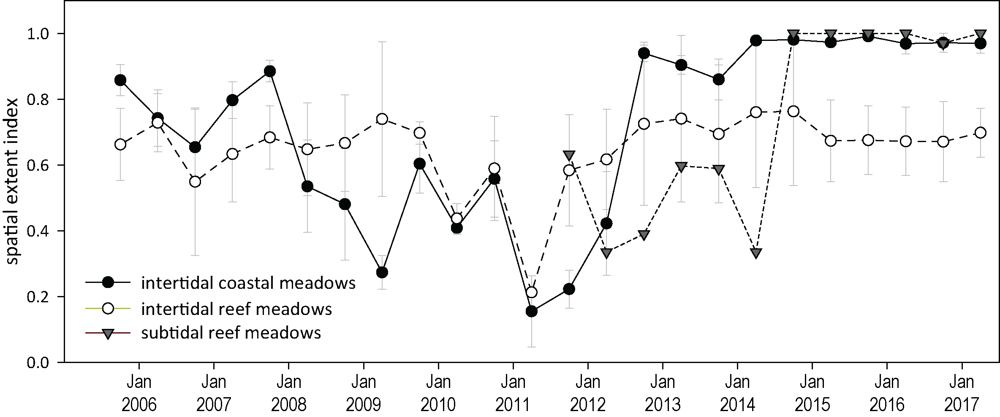 spatial extent index
1.0
0.8
0.6
0.4
0.2
0.0
intertidal coastal meadows
intertidal reef meadows
subtidal reef meadows
Jan Jan Jan Jan Jan Jan Jan Jan Jan Jan Jan Jan
2006 2007 2008 2009 2010 2011 2012 2013 2014 2015 2016 2017